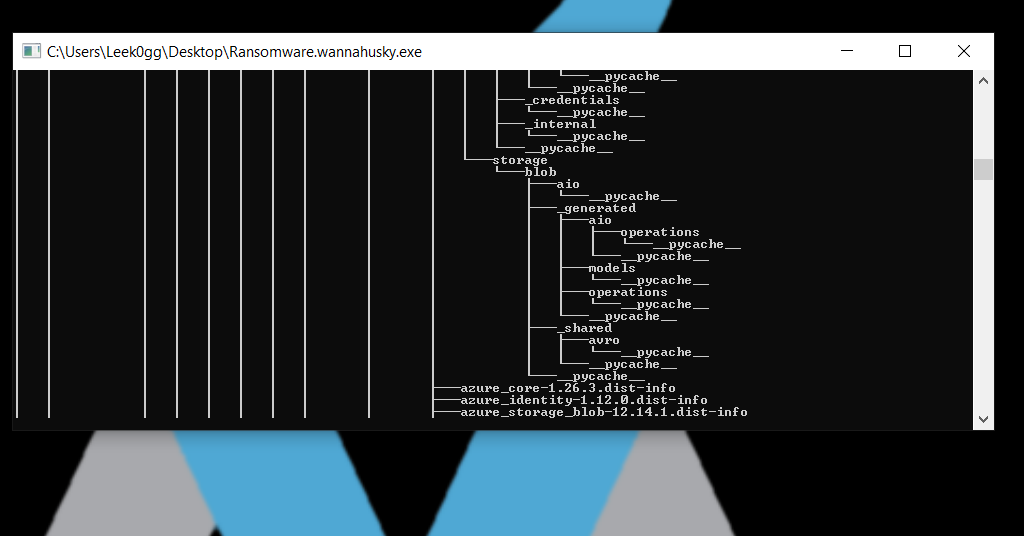 C:\Users\Leek0gg\Desktop\Ransomware.wannahusky.exe
__pycache__
__pycache__
_credentials
__pycache__
_internal
__pycache__
__pycache__
storage
blob
aio
__pycache__
_generated
aio
operations
__pycache__
__pycache__
models
__pycache__
operations
__pycache__
__pycache__
_shared
avro
__pycache__
__pycache__
__pycache__
azure_core-1.26.3.dist-info
azure_identity-1.12.0.dist-info
azure_storage_blob-12.14.1.dist-info